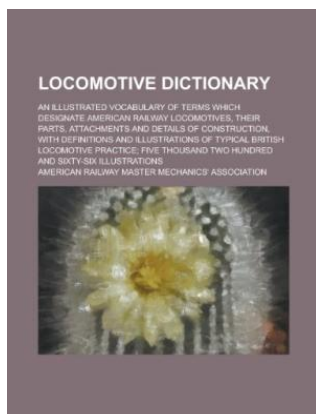 LOCOMOTIVE DICTIONARY
AN ILLUSTRATED VOCABULARY OF TERMS WHICH
DESIGNATE AMERICAN RAILWAY LOCOMOTIVES, THEIR
PARTS, ATTACHMENTS AND DETAILS OF CONSTRUCTION,
WITH DEFINITIONS AND ILLUSTRATIONS OF TYPICAL BRITISH
LOCOMOTIVE PRACTICE; FIVE THOUSAND TWO HUNDRED
AND SIXTY-SIX ILLUSTRATIONS
AMERICAN RAILWAY MASTER MECHANICS' ASSOCIATION